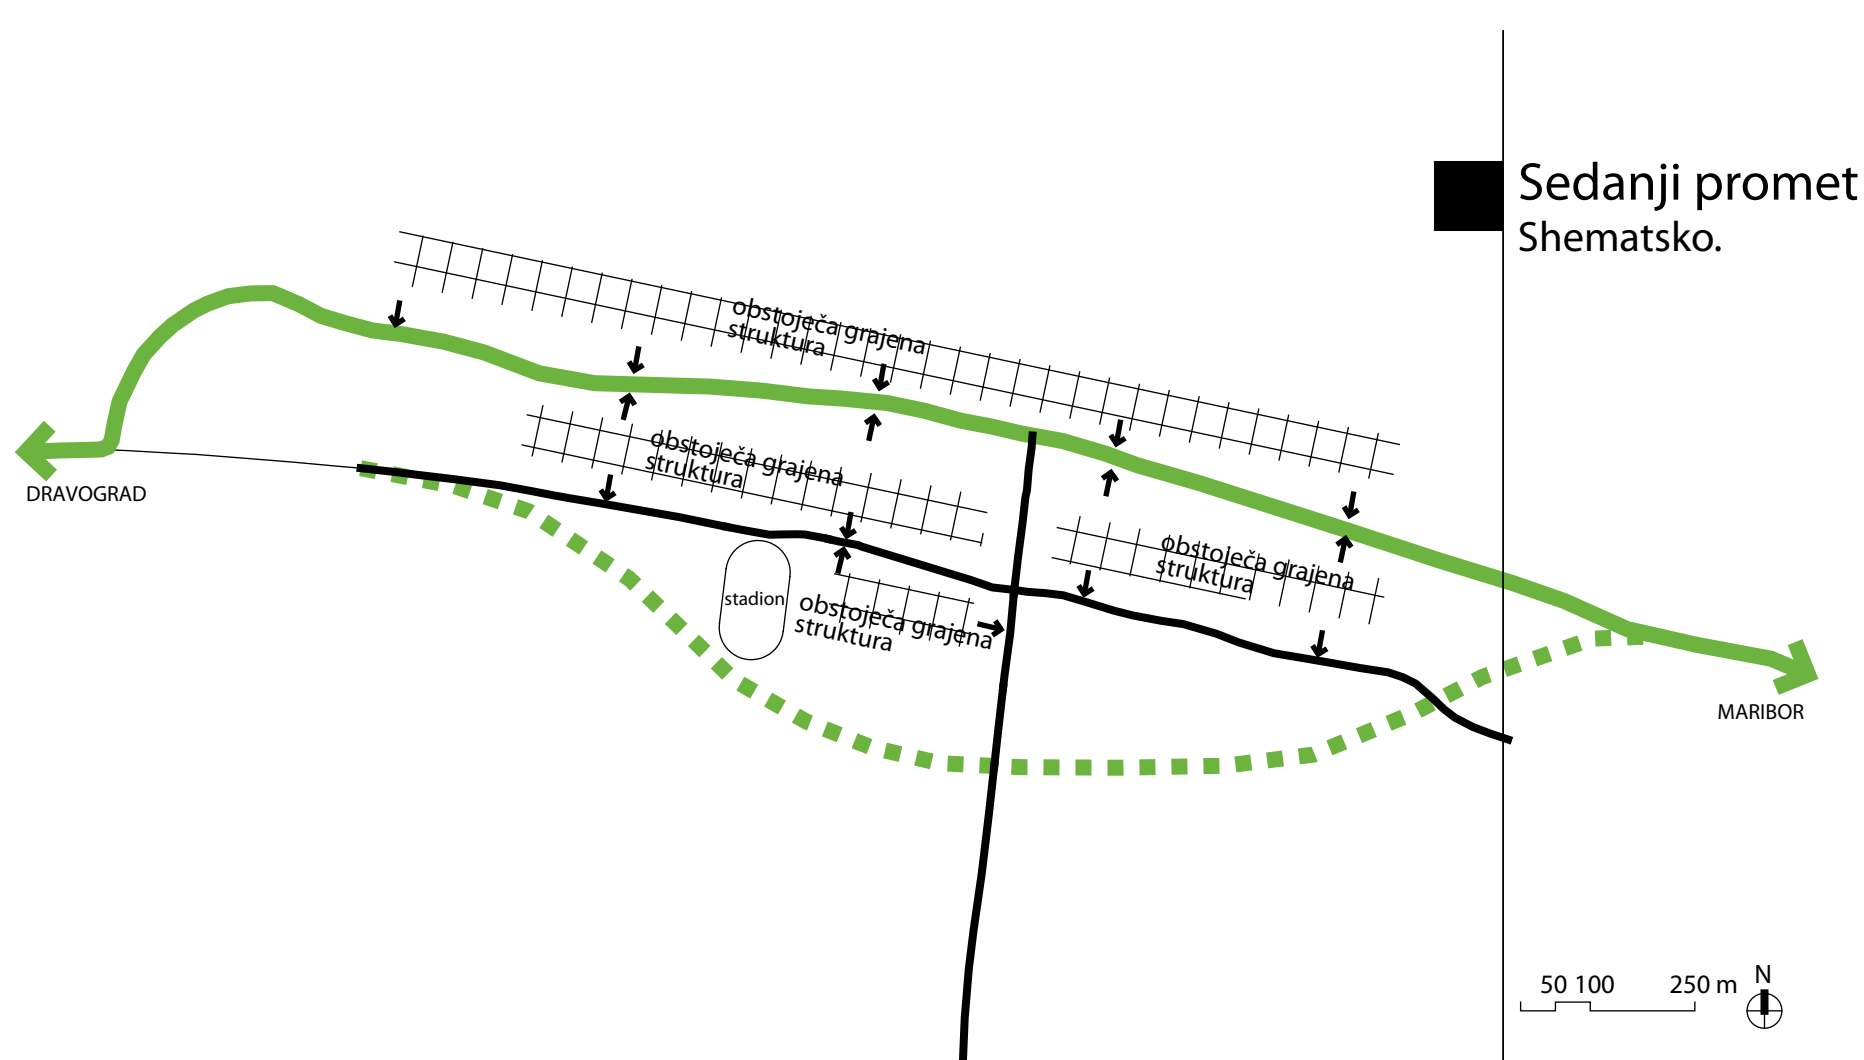 Sedanji promet
Shematsko.
obstoječa grajena
struktura
obstoječa grajena
struktura
DRAVOGRAD
obstoječa grajena
struktura
stadion
obstoječa grajena
struktura
MARIBOR
50 100 250 m
N